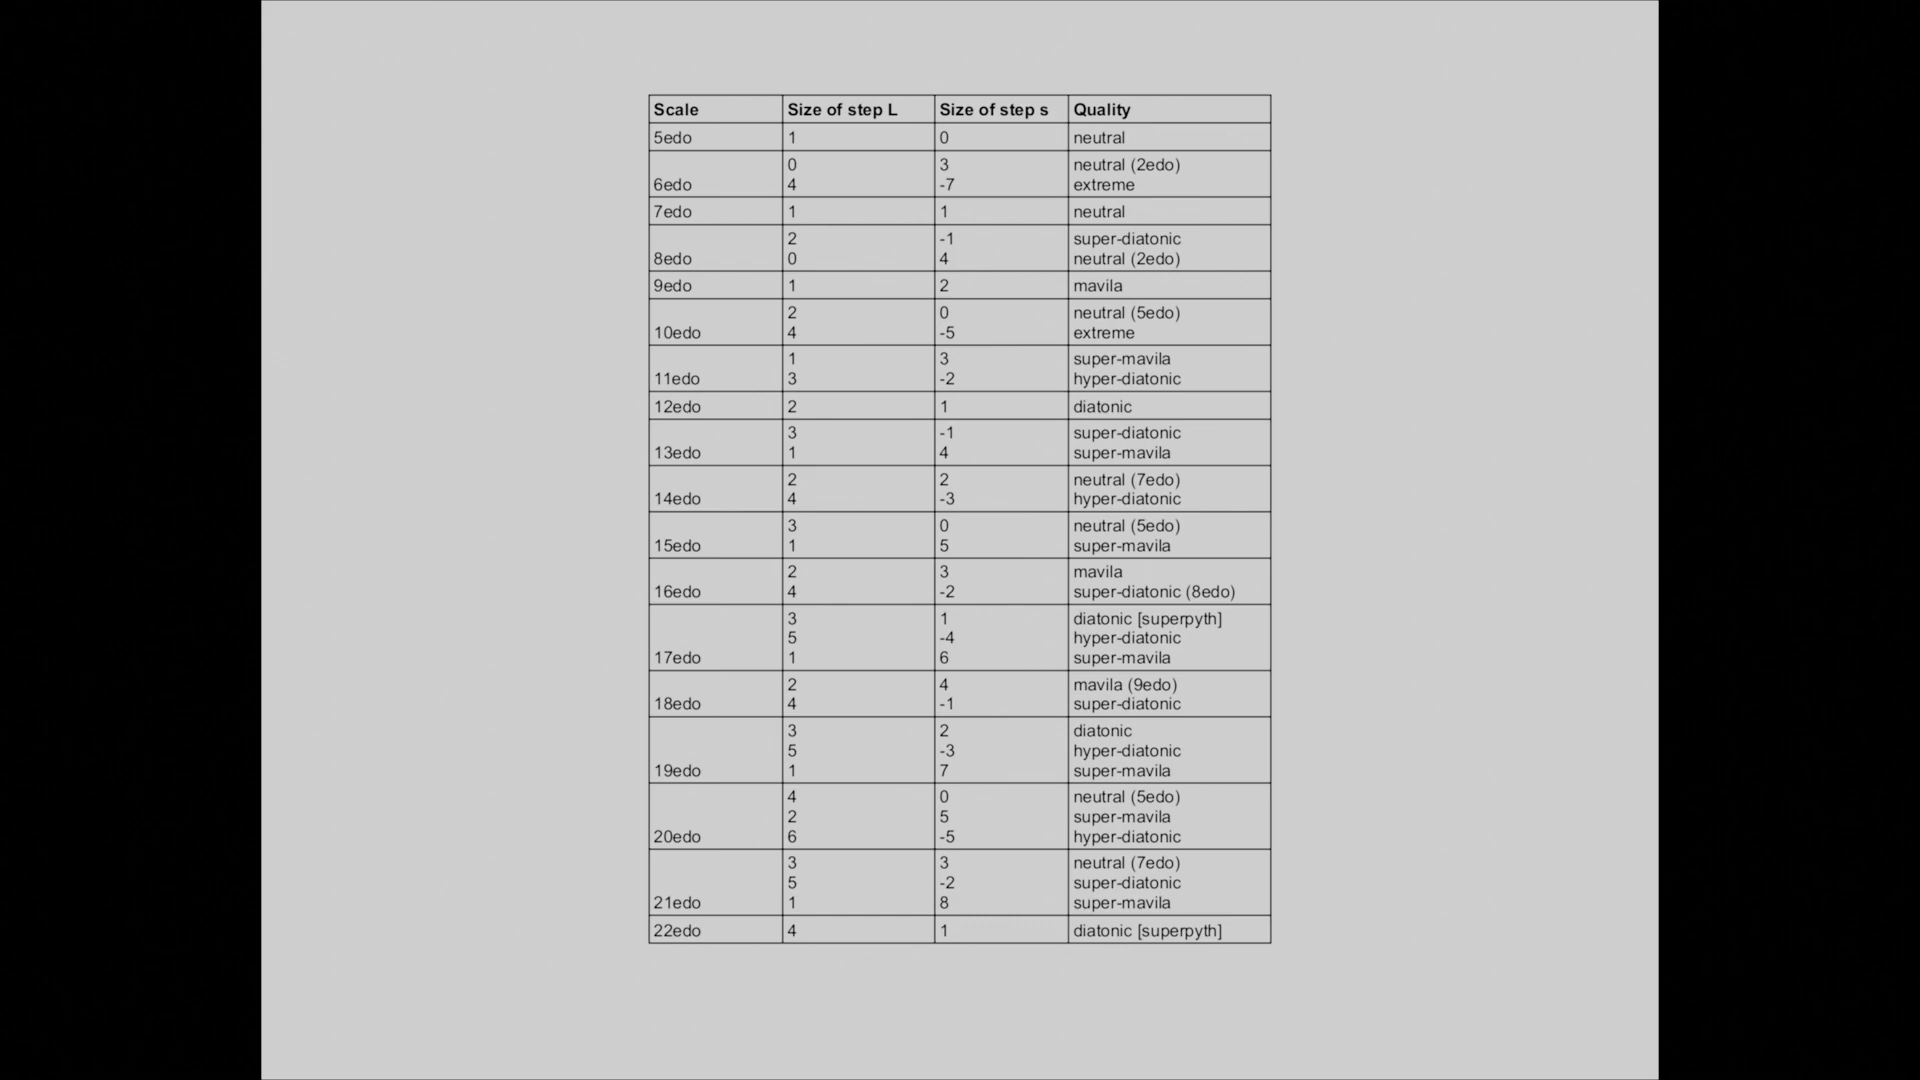 Scale Size of step L Size of step s Quality
5edo 1 0 neutral
0 3 neutral (2edo)
6edo 4 -7 extreme
7edo 1 1 neutral
2 -1 super-diatonic
8edo 0 4 neutral (2edo)
9edo 1 2 mavila
2 0 neutral (5edo)
10edo 4 -5 extreme
1 3 super-mavila
11edo 3 -2 hyper-diatonic
12edo 2 1 diatonic
3 -1 super-diatonic
13edo 1 4 super-mavila
2 2 neutral (7edo)
14edo 4 -3 hyper-diatonic
3 0 neutral (5edo)
15edo 1 5 super-mavila
2 3 mavila
16edo 4 -2 super-diatonic (8edo)
3 1 diatonic [superpyth]
5 -4 hyper-diatonic
17edo 1 6 super-mavila
2 4 mavila (9edo)
18edo 4 -1 super-diatonic
3 2 diatonic
5 -3 hyper-diatonic
19edo 1 7 super-mavila
4 0 neutral (5edo)
2 5 super-mavila
20edo 6 -5 hyper-diatonic
3 3 neutral (7edo)
5 -2 super-diatonic
21edo 1 8 super-mavila
22edo 4 1 diatonic [superpyth]